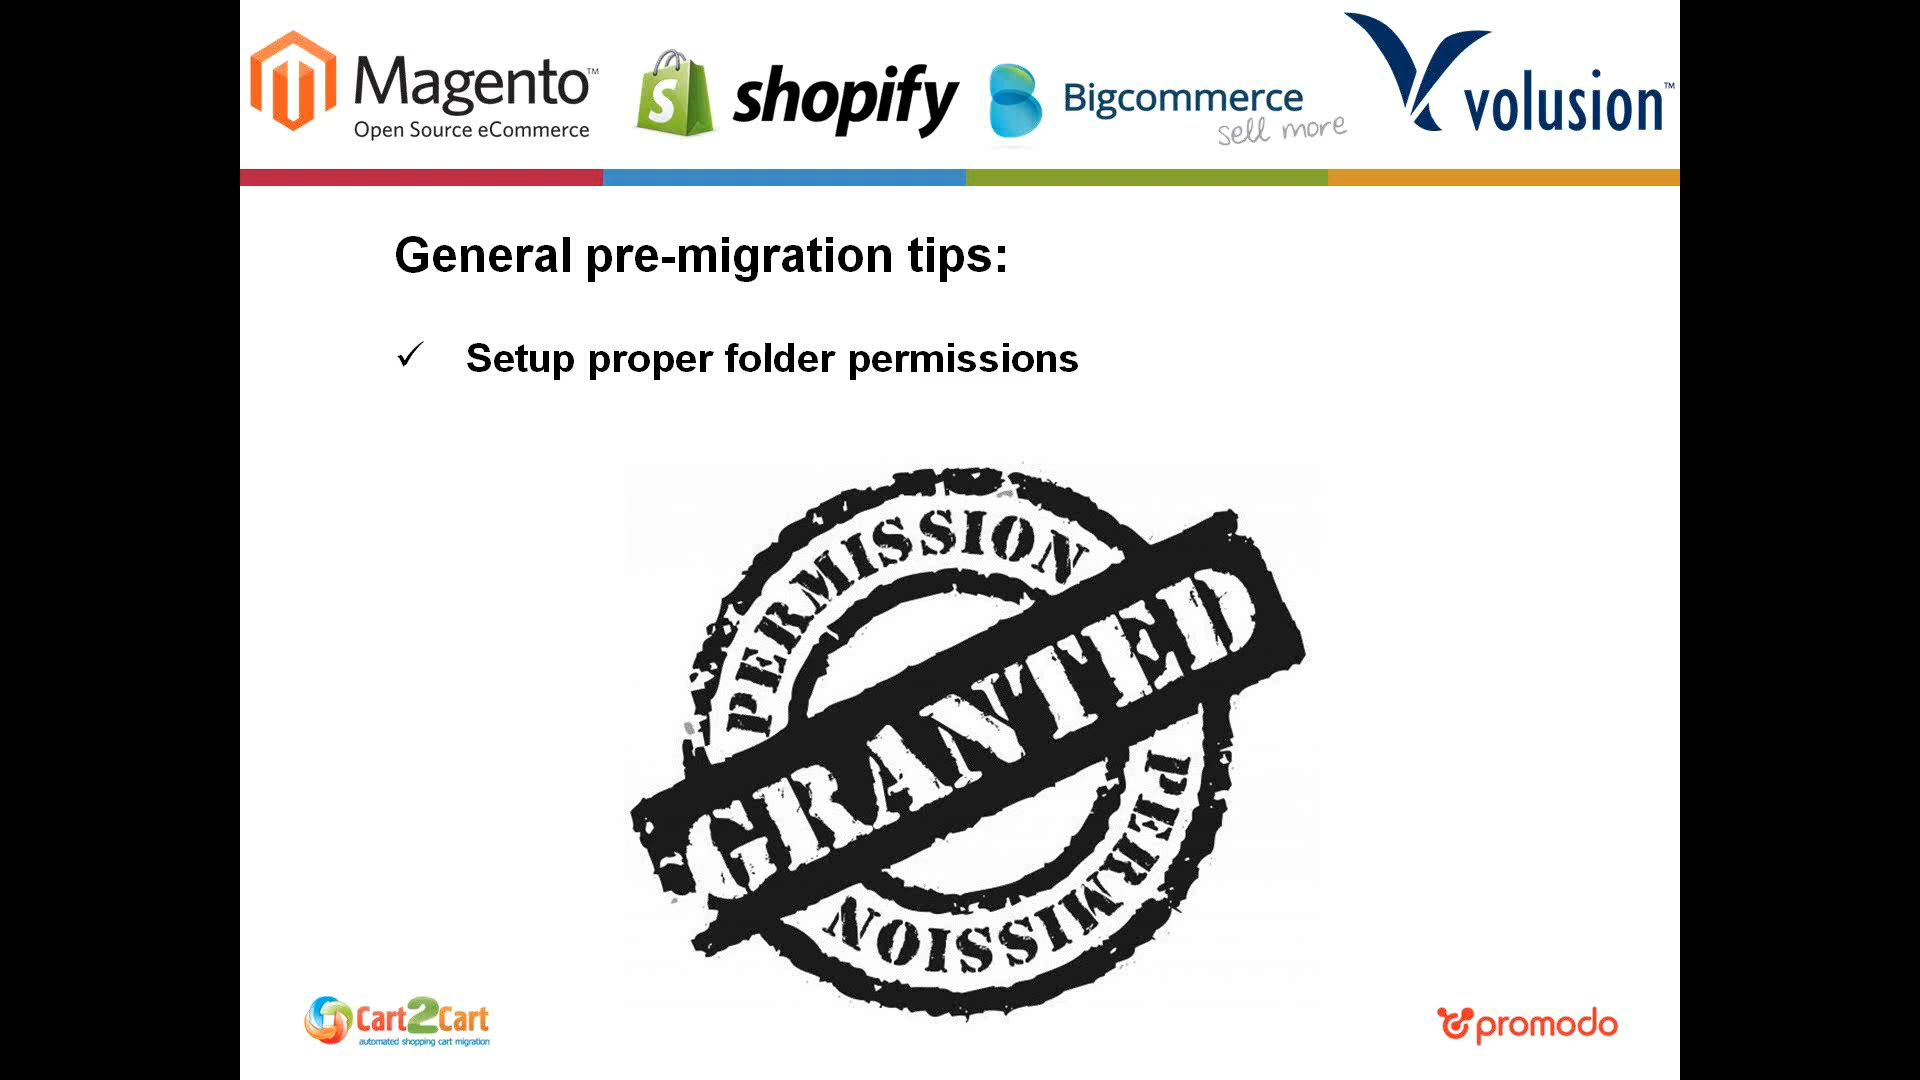 Magento™
Open Source eCommerce
shopify
Bigcommerce
sell more
volusion™
General pre-migration tips:
✓ Setup proper folder permissions
PERMISSION
GRANTED
PERMISSION
Cart2Cart
automated shopping cart migration
promodo